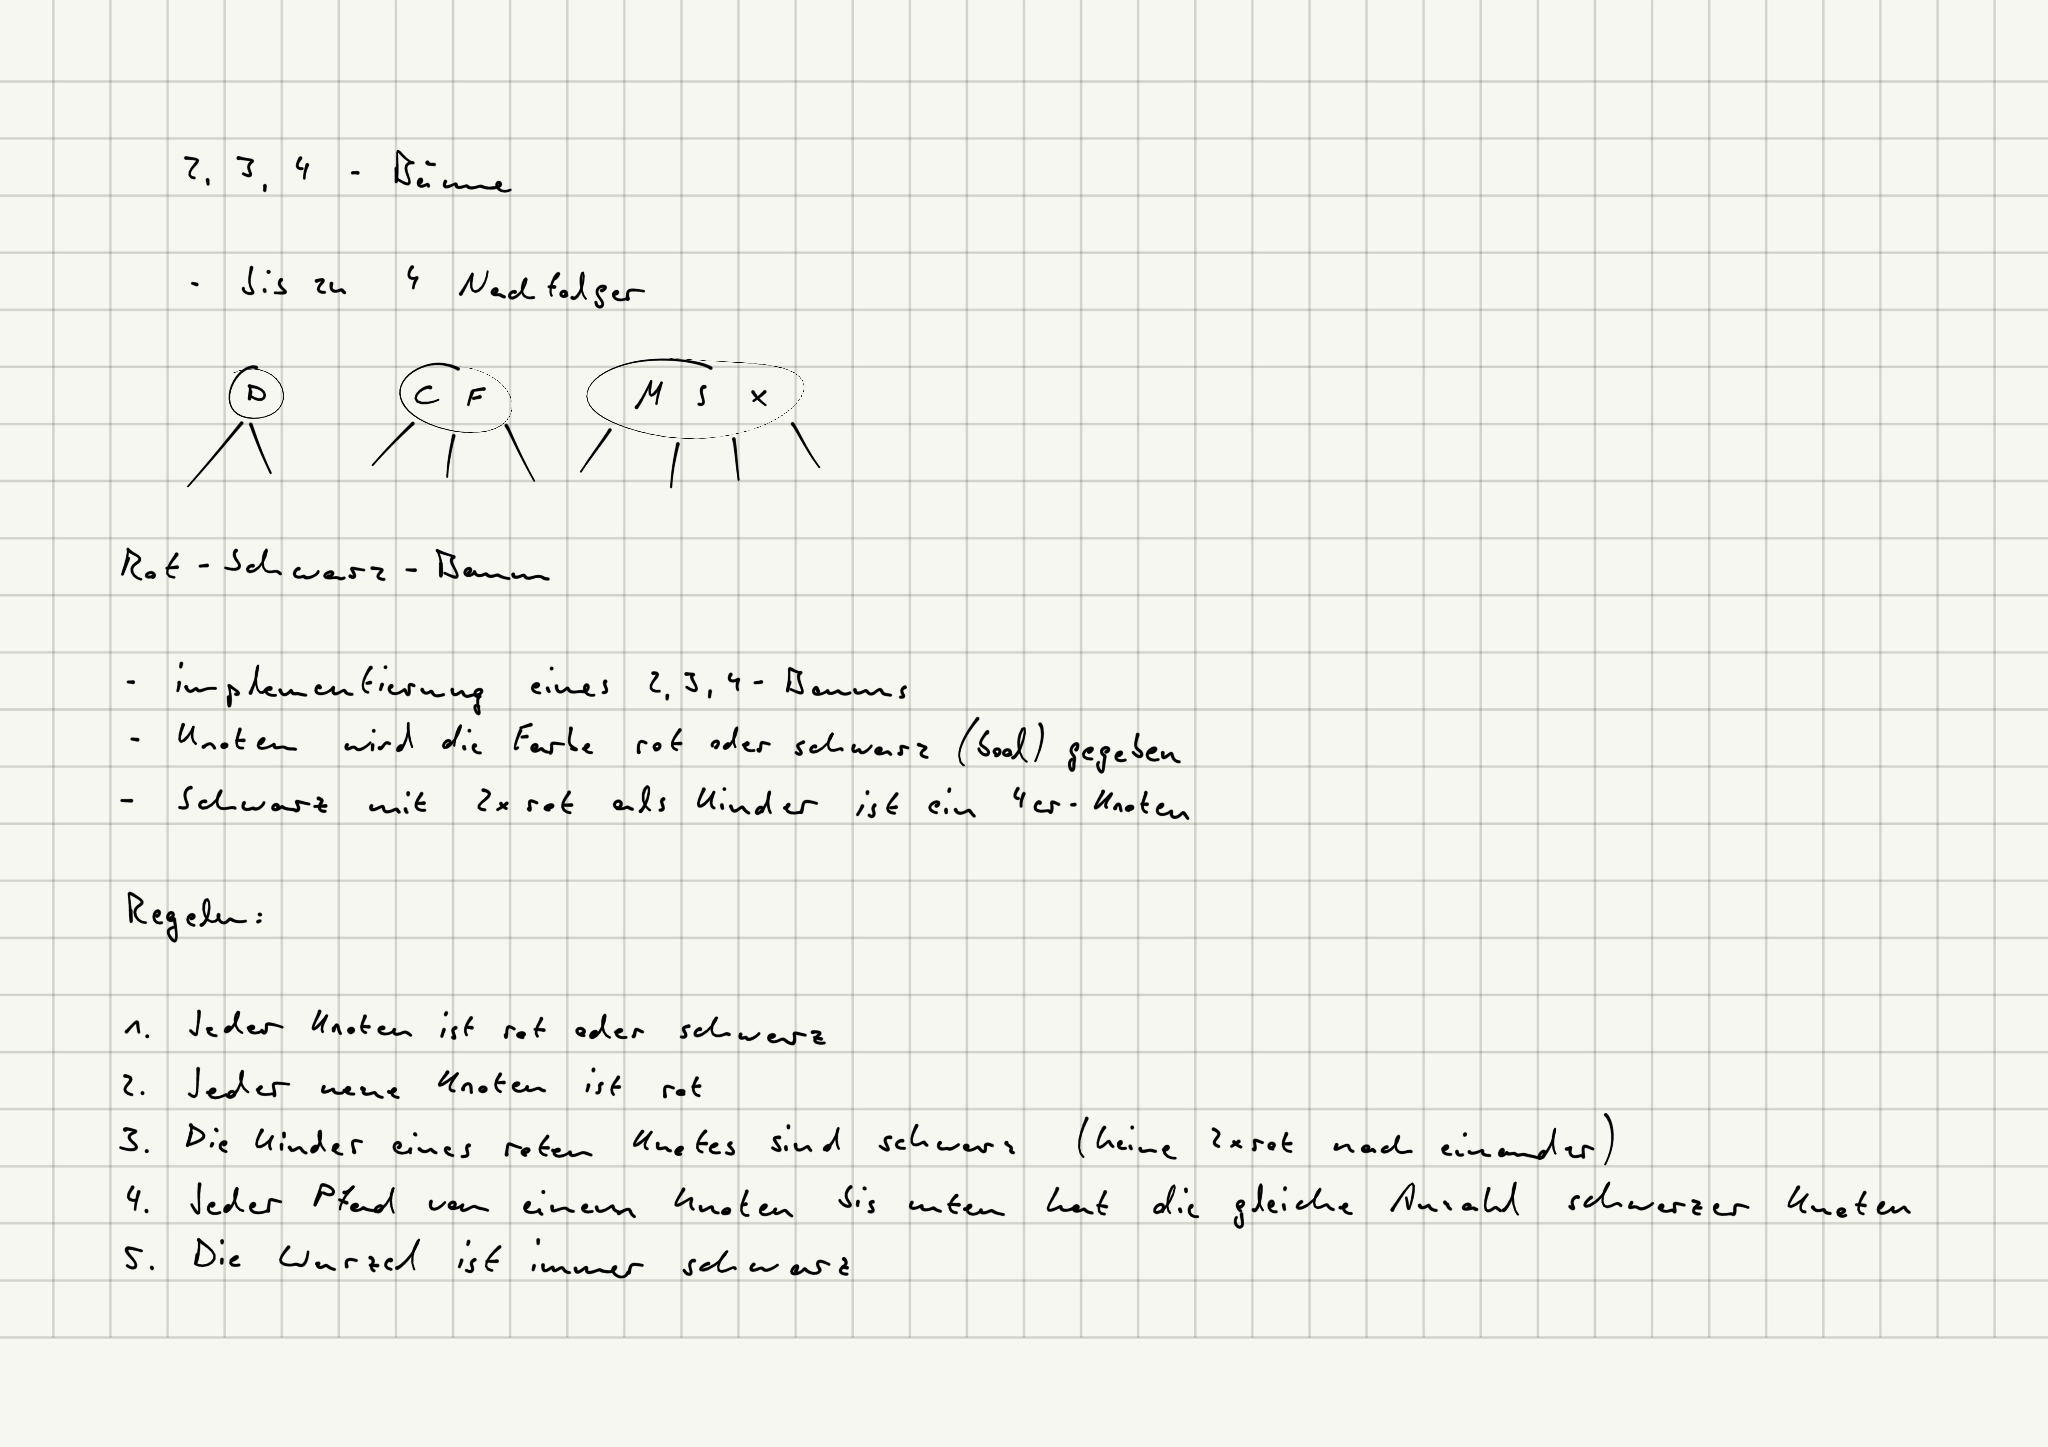 2, 3, 4 - Bäume
- bis zu 4 Nachfolger
D C F M S X
Rot-Schwarz-Baum
- implementierung eines 2,3,4-Baums
- Knoten wird die Farbe rot oder schwarz (bool) gegeben
- Schwarz mit 2x rot als Kinder ist ein 4er-Knoten
Regeln:
1. Jeder Knoten ist rot oder schwarz
2. Jeder neue Knoten ist rot
3. Die Kinder eines roten Knotes sind schwarz (keine 2x rot nach einander)
4. Jeder Pfad von einem Knoten bis unten hat die gleiche Anzahl schwarzer Knoten
5. Die Wurzel ist immer schwarz